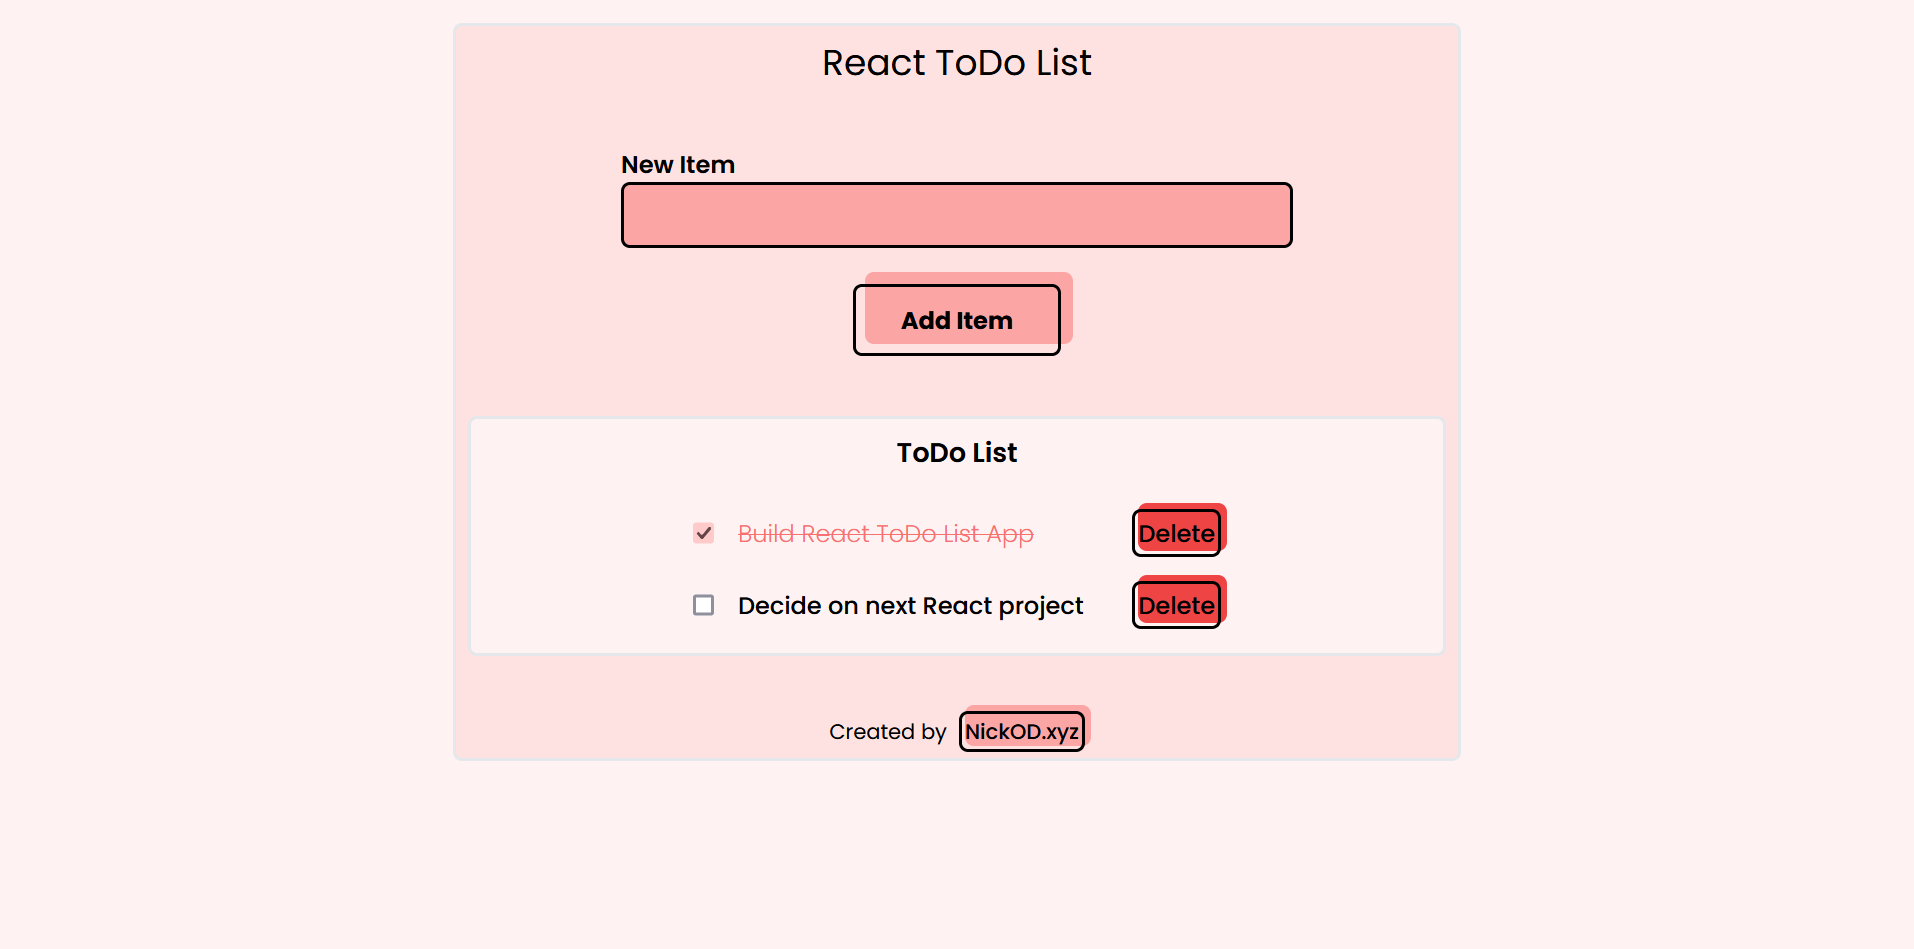 React ToDo List
New Item
Add Item
ToDo List
Build React ToDo List App Delete
Decide on next React project Delete
Created by NickOD.xyz